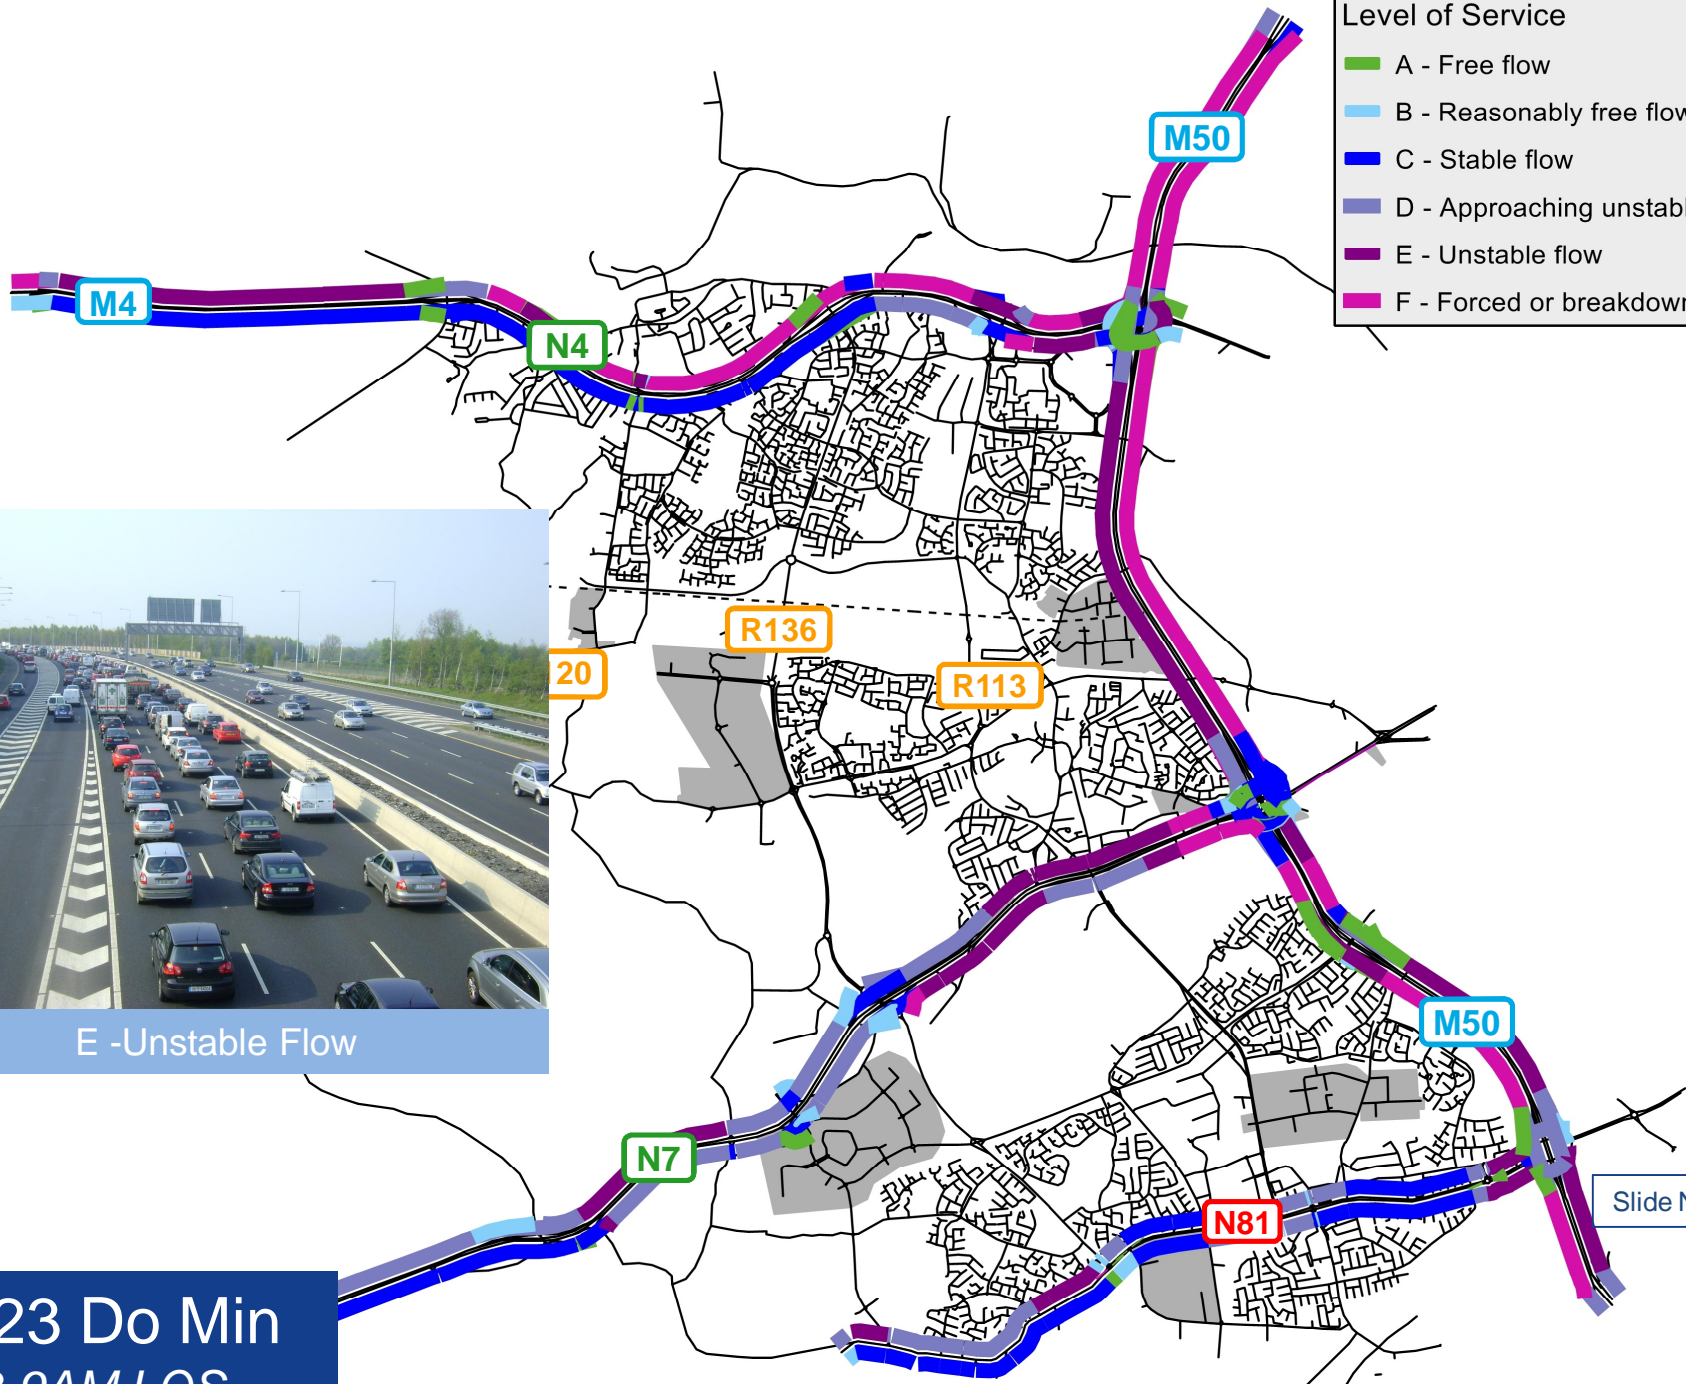 Level of Service
A - Free flow
B - Reasonably free flow
C - Stable flow
D - Approaching
E - Unstable flow
F - Forced or breakdown
M50
M4
N4
R136
20
R113
E -Unstable Flow
M50
N7
N81
Slide
23 Do Min